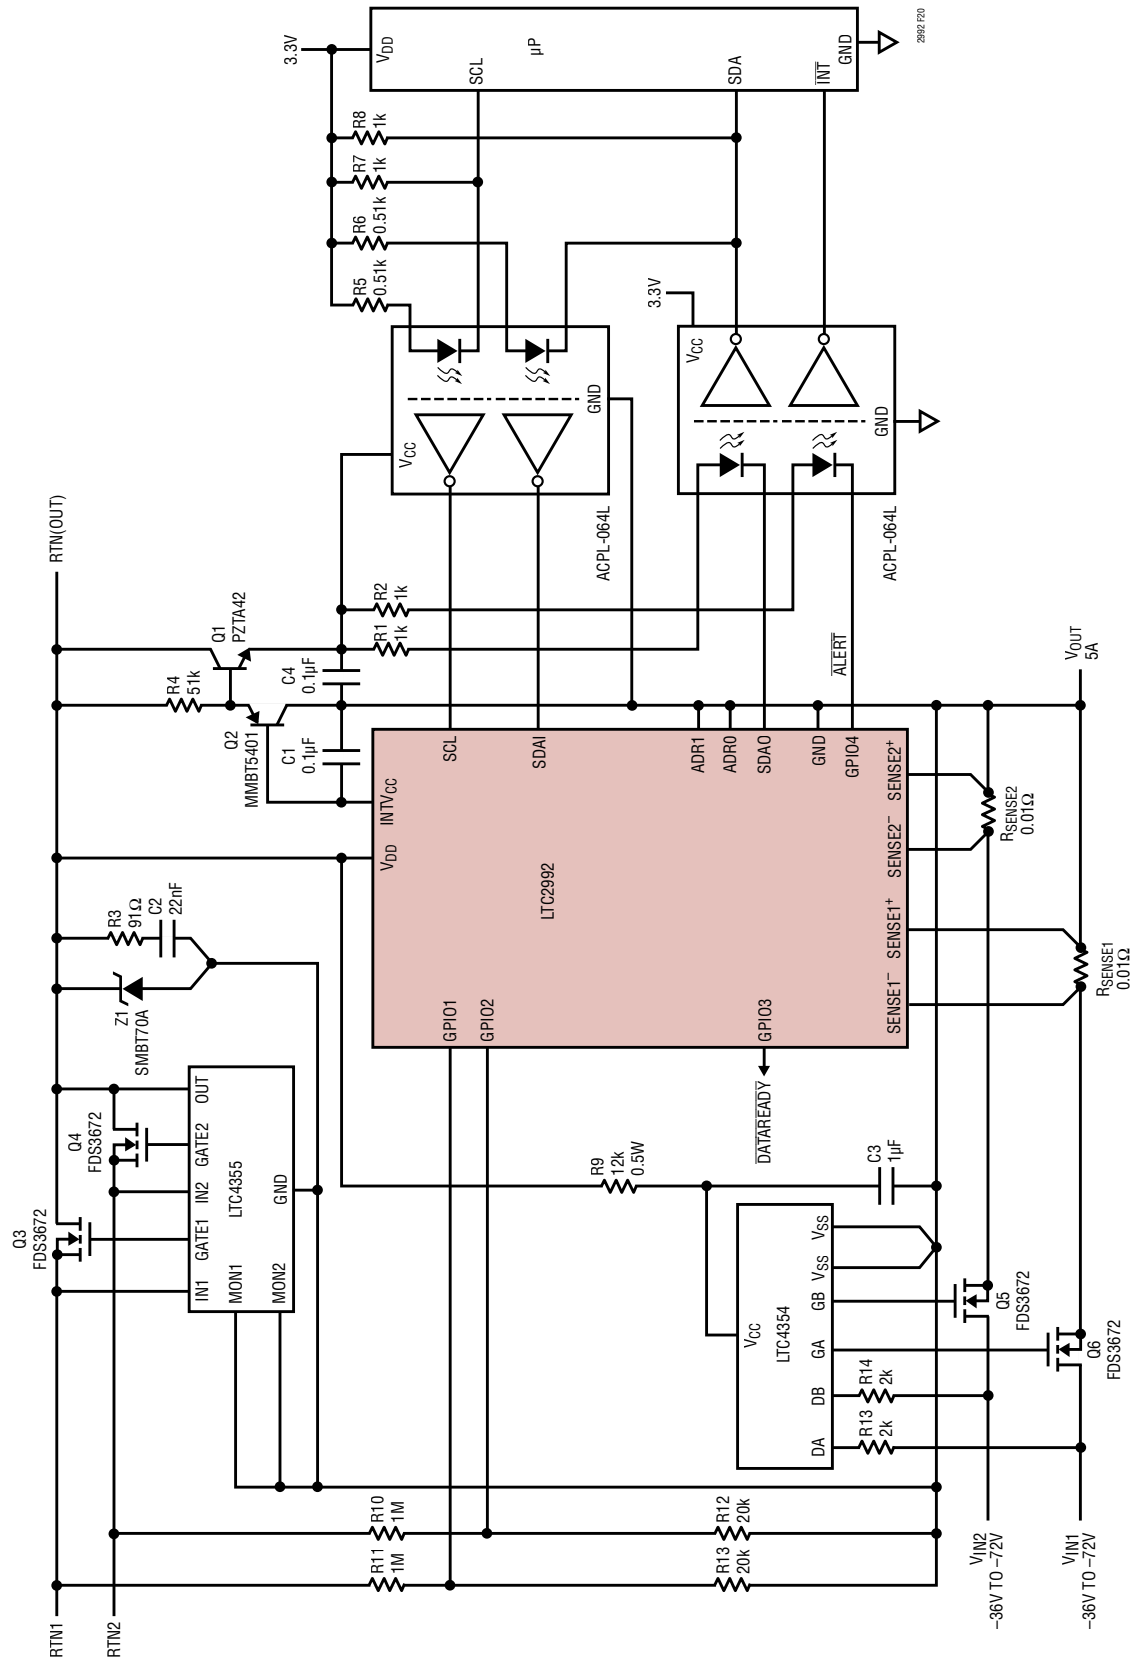 RTN1
RTN2
RTN(OUT)
Q3
FDS3672
Q4
FDS3672
IN1
GATE1
IN2
GATE2
OUT
MON1
MON2
LTC4355
GND
Z1
SMBT70A
R3
91Ω
C2
22nF
R4
51k
Q1
PZTA42
Q2
MMBT5401
C1
0.1µF
C4
0.1µF
R1
1k
R2
1k
3.3V
VDD
µP
SCL
SDA
INT
GND
R5
0.51k
R6
0.51k
R7
1k
R8
1k
VCC
GND
ACPL-064L
3.3V
VCC
GND
ACPL-064L
VDD
INTVCC
SCL
SDAI
ADR1
ADR0
SDAO
GND
GPIO4
ALERT
LTC2992
GPIO1
GPIO2
GPIO3
DATAREADY
SENSE1–
SENSE1+
SENSE2–
SENSE2+
RSENSE1
0.01Ω
RSENSE2
0.01Ω
R9
12k
0.5W
C3
1µF
VCC
LTC4354
DA
DB
GA
GB
VSS
VSS
R13
2k
R14
2k
Q5
FDS3672
Q6
FDS3672
R11
1M
R10
1M
R13
20k
R12
20k
VIN2
–36V TO –72V
VIN1
–36V TO –72V
VOUT
5A
2992 F20